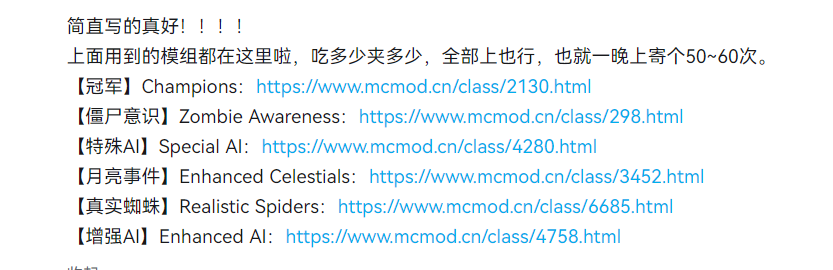 简直写的真好！！！！
上面用到的模组都在这里啦，吃多少夹多少，全部上也行，也就一晚上寄个50~60次。
【冠军】Champions：https://www.mcmod.cn/class/2130.html
【僵尸意识】Zombie Awareness：https://www.mcmod.cn/class/298.html
【特殊AI】Special AI：https://www.mcmod.cn/class/4280.html
【月亮事件】Enhanced Celestials：https://www.mcmod.cn/class/3452.html
【真实蜘蛛】Realistic Spiders：https://www.mcmod.cn/class/6685.html
【增强AI】Enhanced AI：https://www.mcmod.cn/class/4758.html